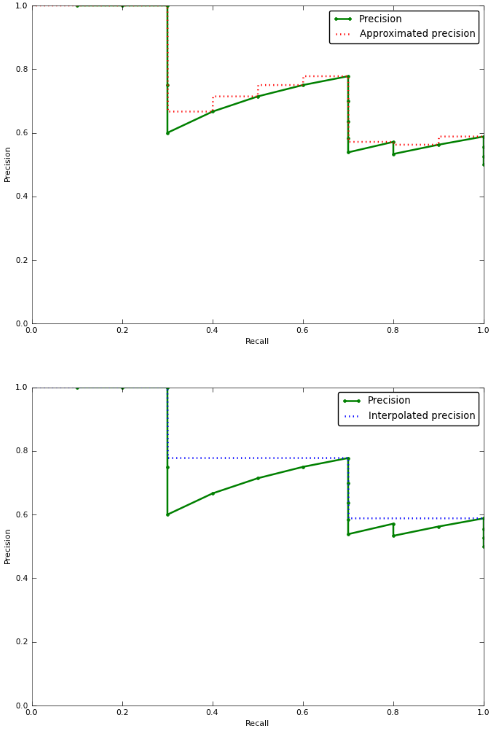 1.0
Precision
Approximated precision
0.8
0.6
Precision
0.4
0.2
0.0
0.0 0.2 0.4 0.6 0.8 1.0
Recall
1.0
Precision
Interpolated precision
0.8
0.6
Precision
0.4
0.2
0.0
0.0 0.2 0.4 0.6 0.8 1.0
Recall